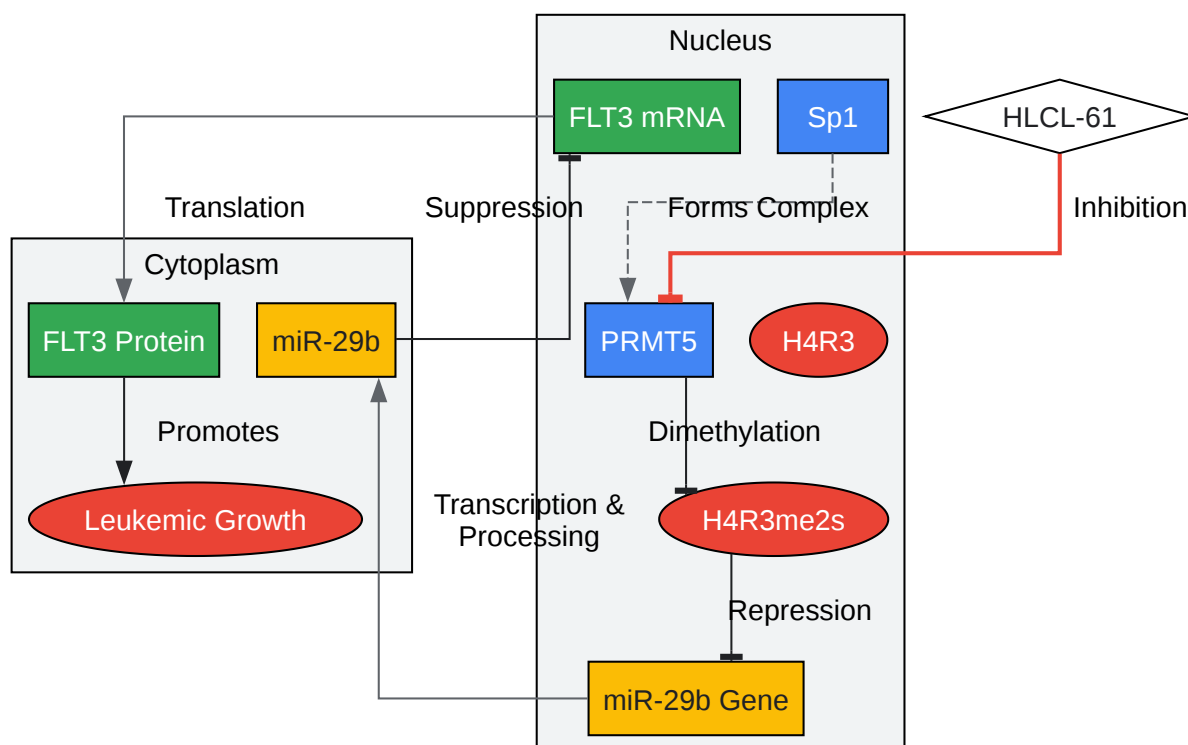 Nucleus
FLT3 mRNA
Sp1
HLCL-61
Translation
Suppression
Forms Complex
Inhibition
Cytoplasm
FLT3 Protein
miR-29b
PRMT5
H4R3
Promotes
Dimethylation
Leukemic Growth
Transcription &
Processing
H4R3me2s
Repression
miR-29b Gene